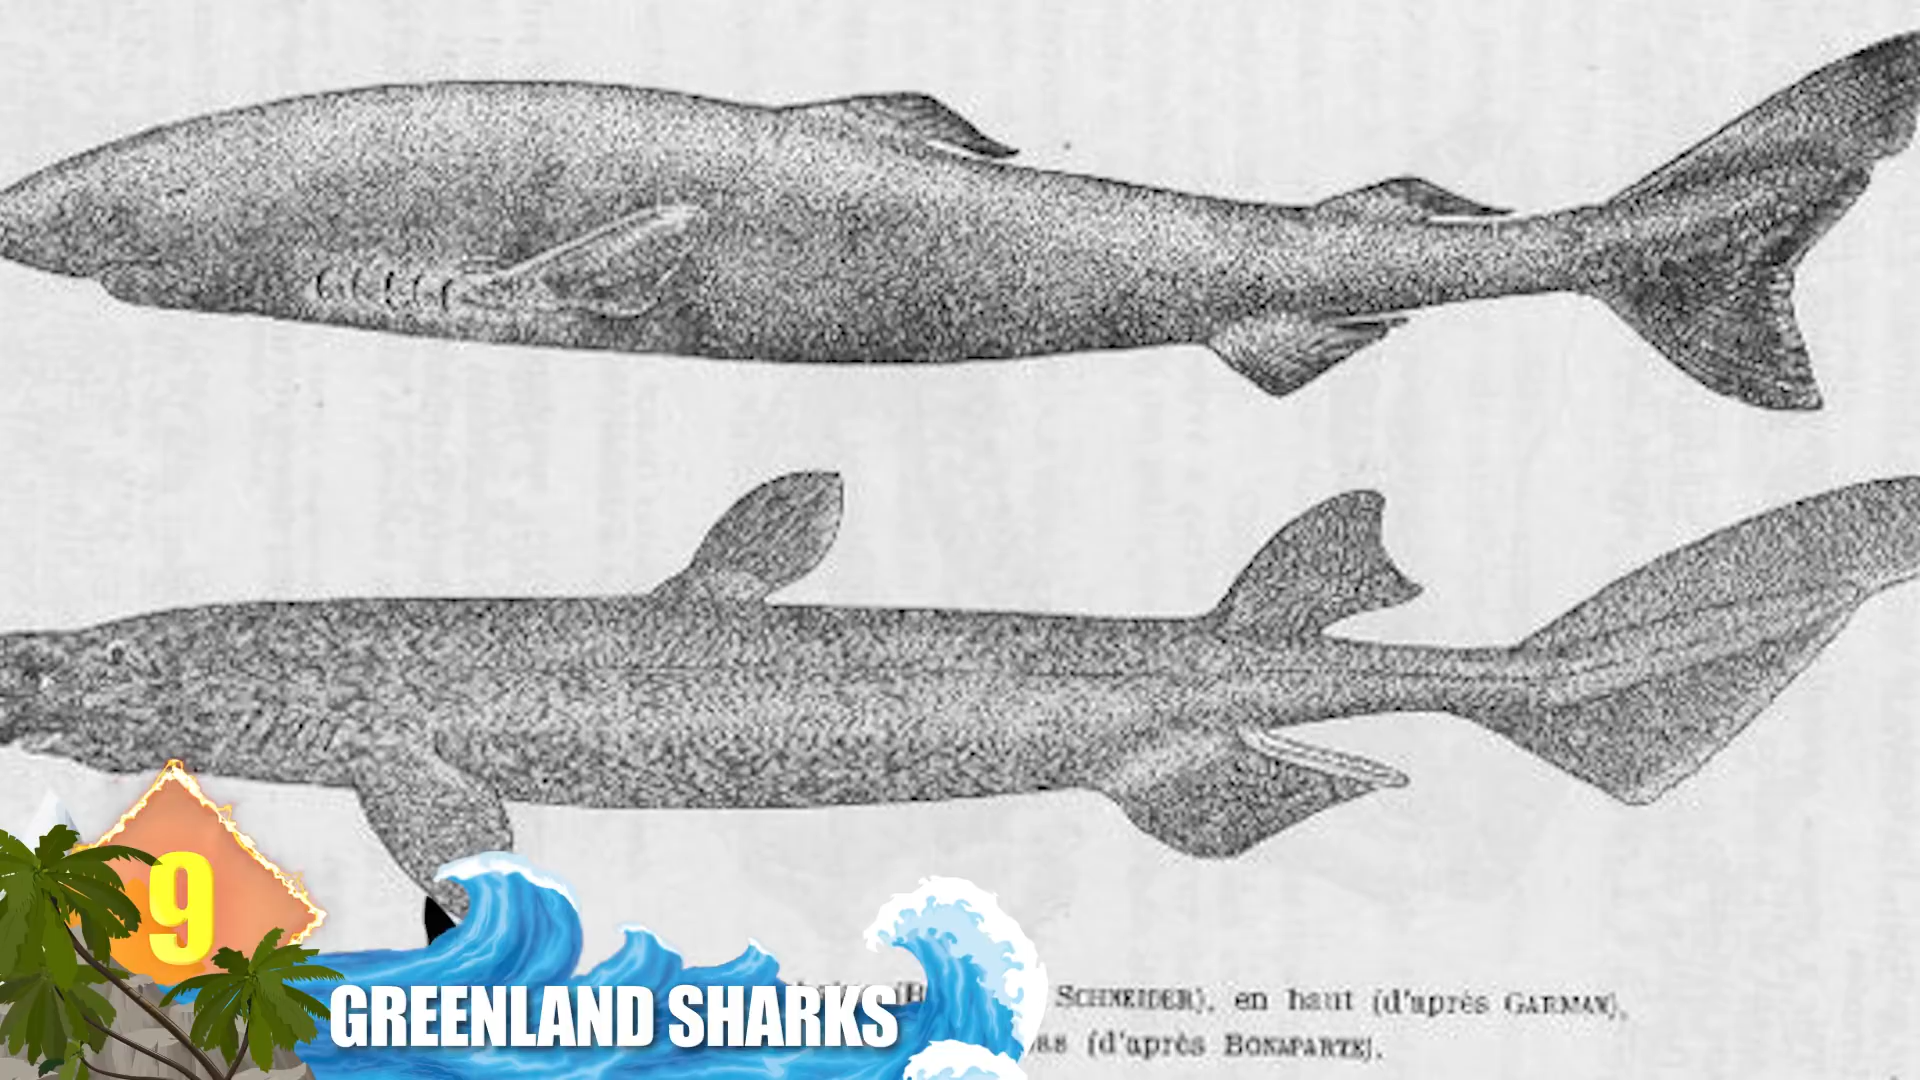 9
GREENLAND SHARKS
SCHNEIDER), en haut (d'après GARMAN),
(d'après BONAPARTE).